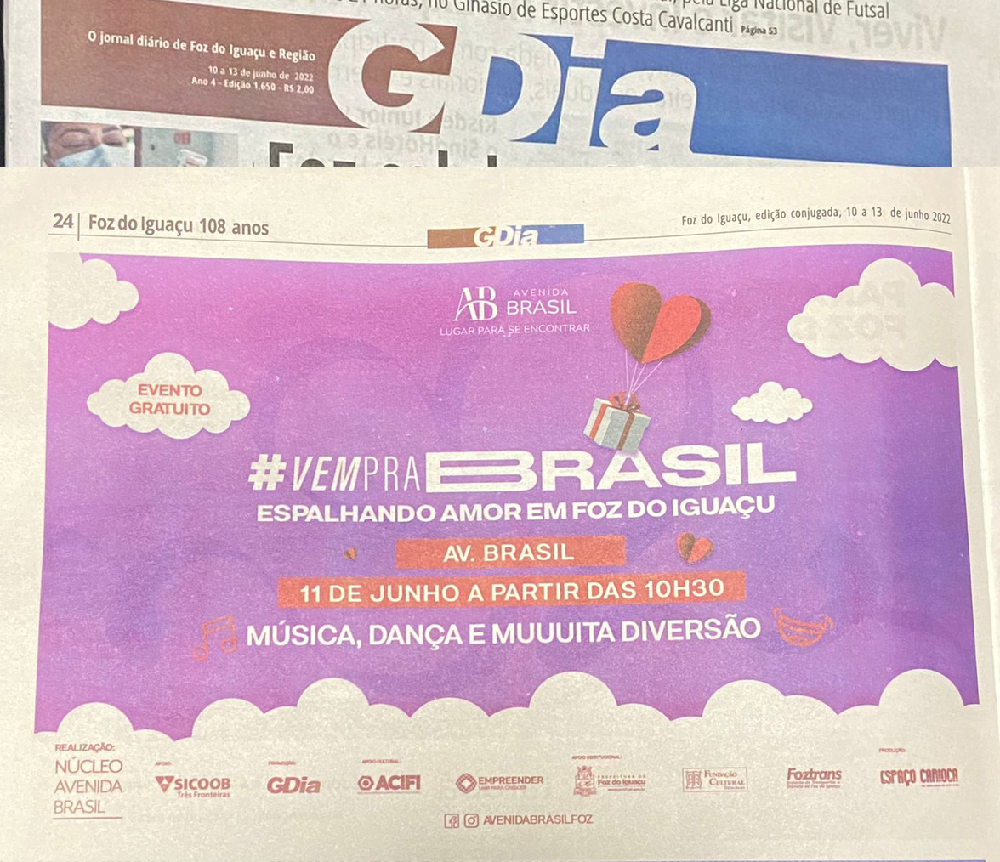 no Ginásio de Esportes Costa Cavalcanti Página 53
Liga Nacional de Futsal
O jornal diário de Foz do Iguaçu e Região
10 a 13 de junho de 2022
Ano 4 - Edição 1.650 - R$ 2,00
GDia
24 | Foz do Iguaçu 108 anos
GDia
Foz do Iguaçu, edição conjugada, 10 a 13 de junho 2022
AB AVENIDA
BRASIL
LUGAR PARA SE ENCONTRAR
EVENTO
GRATUITO
#VEMPRABRASIL
ESPALHANDO AMOR EM FOZ DO IGUAÇU
AV. BRASIL
11 DE JUNHO A PARTIR DAS 10H30
MÚSICA, DANÇA E MUUUITA DIVERSÃO
REALIZAÇÃO:
NÚCLEO
AVENIDA
BRASIL
APOIO:
SICOOB
Três Fronteiras
PROMOÇÃO:
GDia
APOIO CULTURAL:
ACIFI
EMPREENDER
UNIR PARA CRESCER
APOIO INSTITUCIONAL:
PREFEITURA DE
Foz do Iguaçu
FUNDAÇÃO
CULTURAL
Foztrans
PRODUÇÃO:
ESPAÇO CARIOCA
AVENIDABRASILFOZ